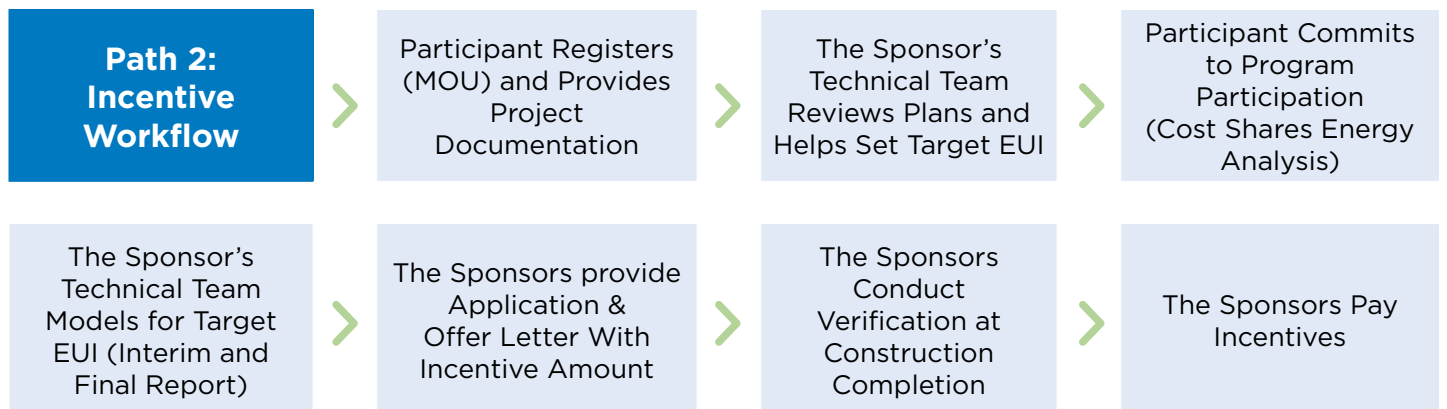 Path 2:
Incentive
Workflow
Participant Registers
(MOU) and Provides
Project
Documentation
The Sponsor’s
Technical Team
Reviews Plans and
Helps Set Target EUI
Participant Commits
to Program
Participation
(Cost Shares Energy
Analysis)
The Sponsor’s
Technical Team
Models for Target
EUI (Interim and
Final Report)
The Sponsors provide
Application &
Offer Letter With
Incentive Amount
The Sponsors
Conduct
Verification at
Construction
Completion
The Sponsors Pay
Incentives